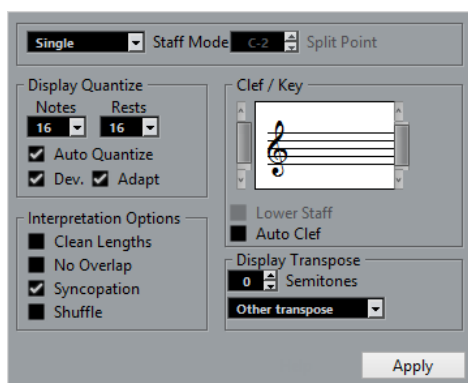 Single Staff Mode C-2 Split Point
Display Quantize
Notes Rests
16 16
Auto Quantize
Dev. Adapt
Interpretation Options
Clean Lengths
No Overlap
Syncopation
Shuffle
Clef / Key
Lower Staff
Auto Clef
Display Transpose
0 Semitones
Other transpose
Apply